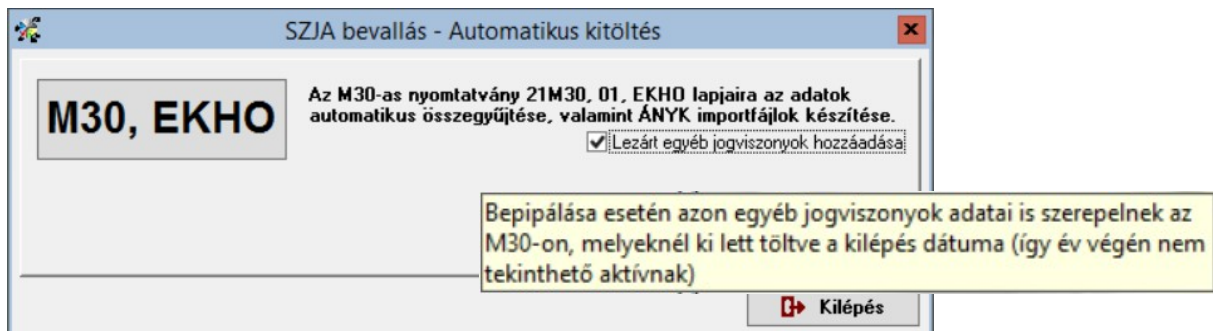 SZJA bevallás - Automatikus kitöltés
M30, EKHO
Az M30-as nyomtatvány 21M30, 01, EKHO lapjaira az adatok
automatikus összegyűjtése, valamint ÁNYK importfájlok készítése.
Lezárt egyéb jogviszonyok hozzáadása
Bepipálása esetén azon egyéb jogviszonyok adatai is szerepelnek az
M30-on, melyeknél ki lett töltve a kilépés dátuma (így év végén nem
tekinthető aktívnak)
Kilépés